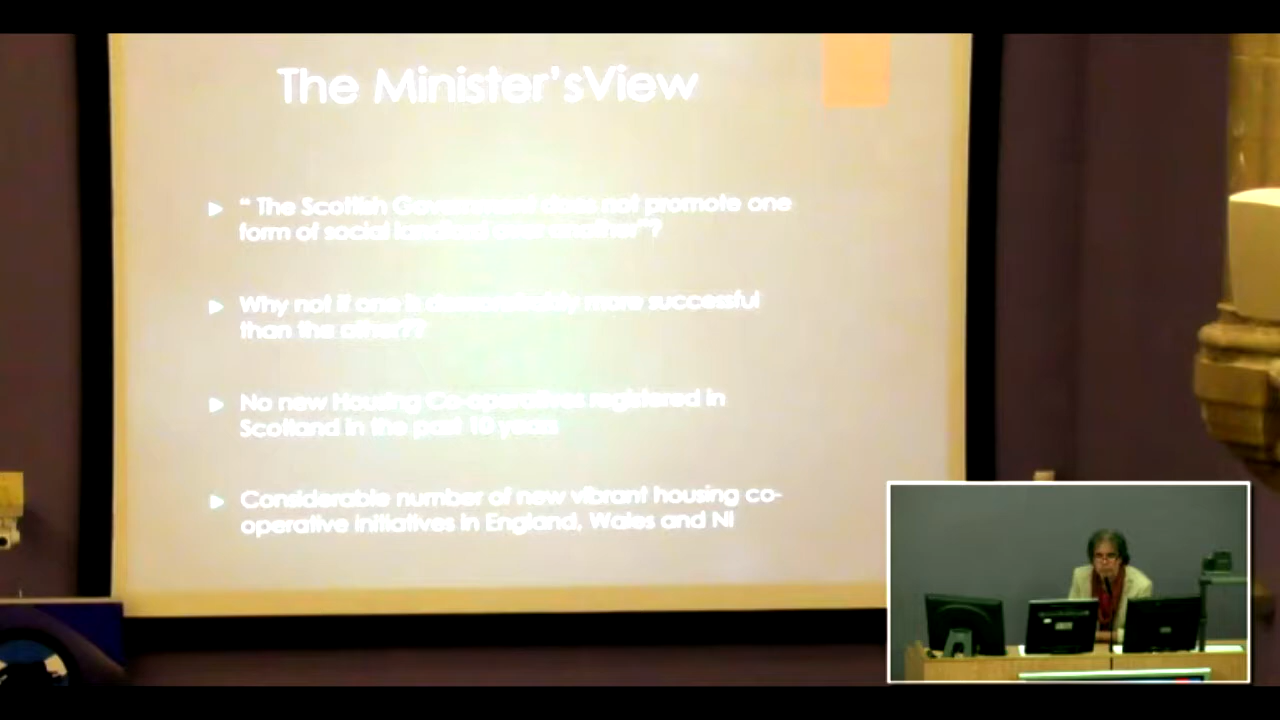 The Minister'sView
“ The Scottish Government does not promote one
form of social landlord over another”?
Why not if one is demonstrably more successful
than the other??
No new Housing Co-operatives registered in
Scotland in the past 10 years
Considerable number of new vibrant housing co-
operative initiatives in England, Wales and NI